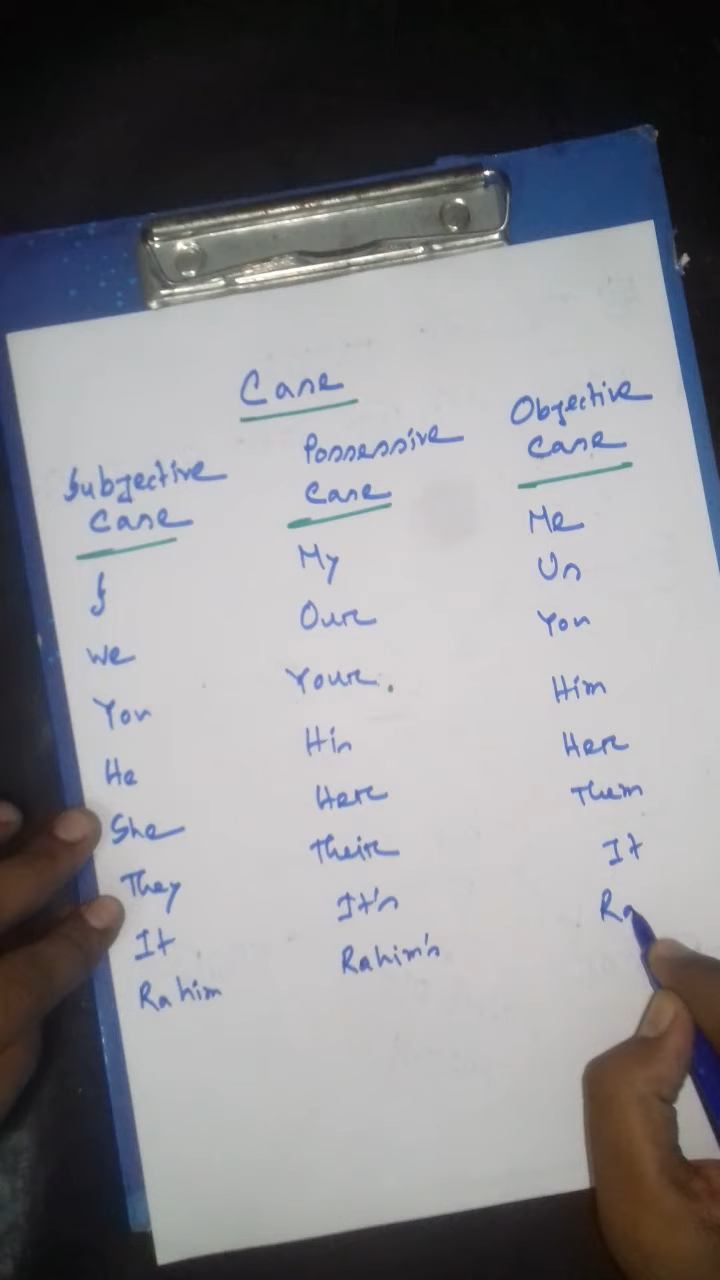 Case
Subjective Case
Possessive Case
Objective Case
I My Me
We Our Us
You Your. You
He His Him
She Her Her
They Their Them
It It's It
Rahim Rahim's Ra